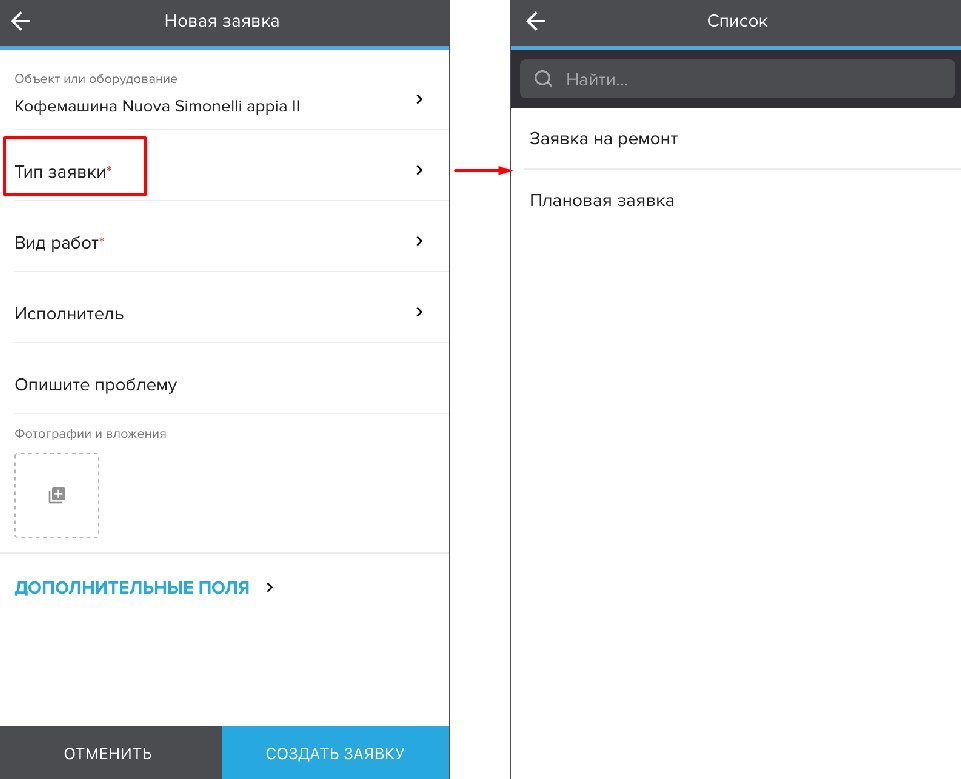 Новая заявка
Объект или оборудование
Кофемашина Nuova Simonelli appia II
Тип заявки*
Вид работ*
Исполнитель
Опишите проблему
Фотографии и вложения
ДОПОЛНИТЕЛЬНЫЕ ПОЛЯ
ОТМЕНИТЬ
СОЗДАТЬ ЗАЯВКУ
Список
Найти...
Заявка на ремонт
Плановая заявка